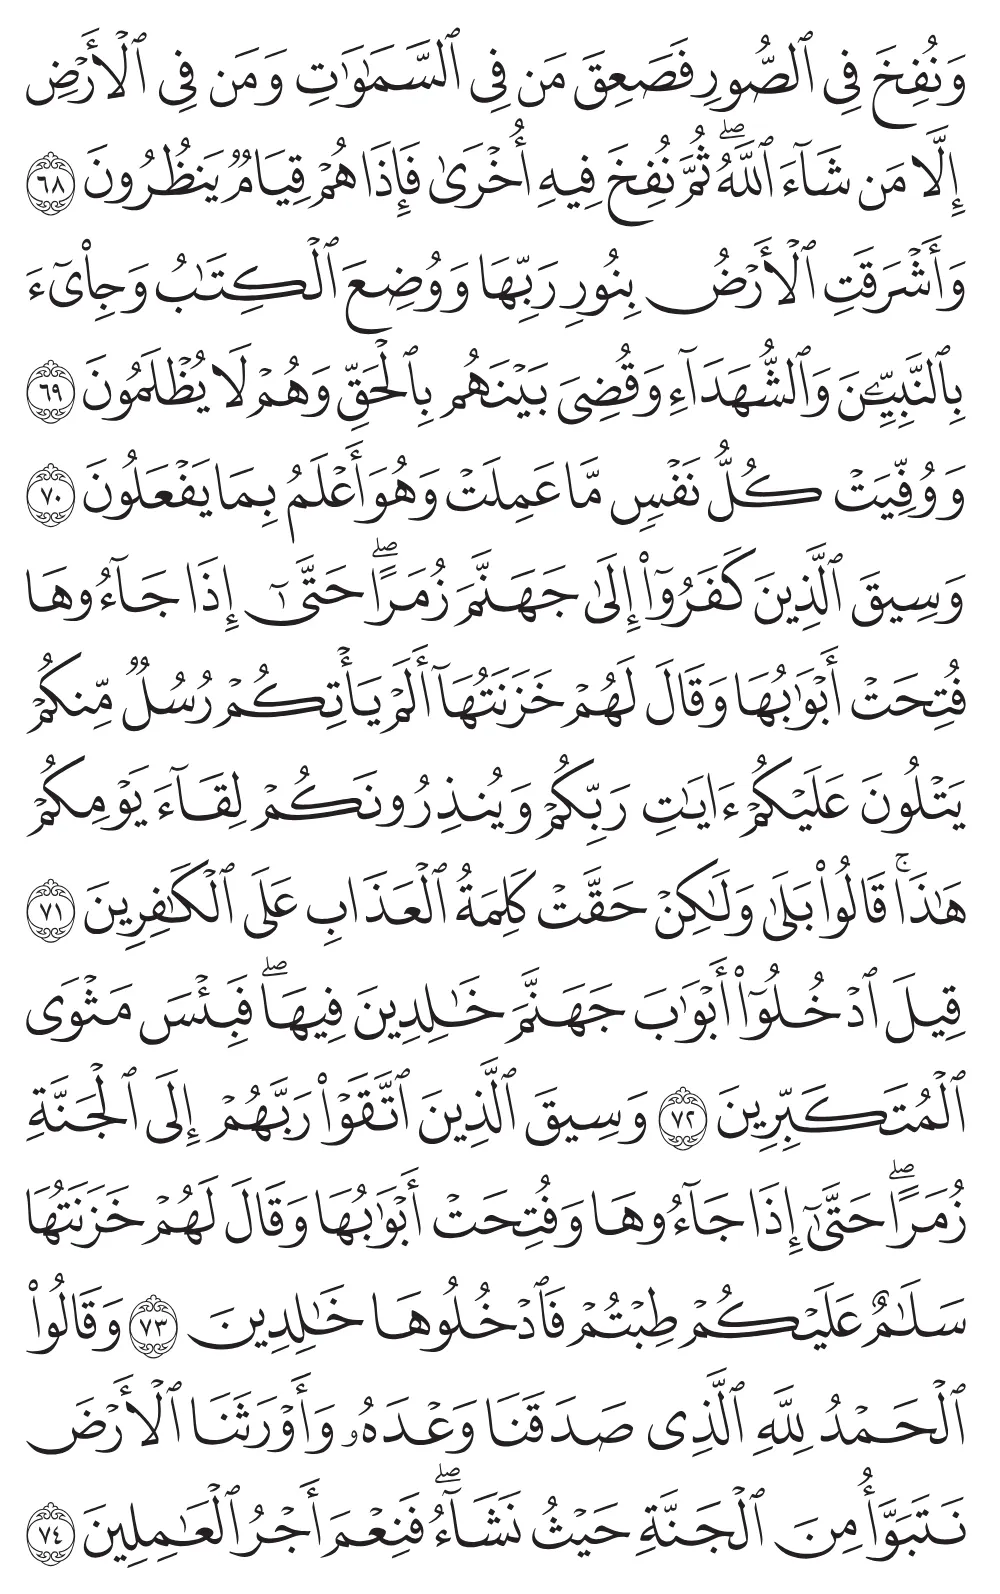 وَنُفِخَ فِي ٱلصُّورِ فَصَعِقَ مَن فِي ٱلسَّمَٰوَٰتِ وَمَن فِي ٱلۡأَرۡضِ
إِلَّا مَن شَآءَ ٱللَّهُۖ ثُمَّ نُفِخَ فِيهِ أُخۡرَىٰ فَإِذَا هُمۡ قِيَامٞ يَنظُرُونَ ٦٨
وَأَشۡرَقَتِ ٱلۡأَرۡضُ بِنُورِ رَبِّهَا وَوُضِعَ ٱلۡكِتَٰبُ وَجِاْيٓءَ
بِٱلنَّبِيِّـۧنَ وَٱلشُّهَدَآءِ وَقُضِيَ بَيۡنَهُم بِٱلۡحَقِّ وَهُمۡ لَا يُظۡلَمُونَ ٦٩
وَوُفِّيَتۡ كُلُّ نَفۡسٖ مَّا عَمِلَتۡ وَهُوَ أَعۡلَمُ بِمَا يَفۡعَلُونَ ٧٠
وَسِيقَ ٱلَّذِينَ كَفَرُوٓاْ إِلَىٰ جَهَنَّمَ زُمَرًاۖ حَتَّىٰٓ إِذَا جَآءُوهَا
فُتِحَتۡ أَبۡوَٰبُهَا وَقَالَ لَهُمۡ خَزَنَتُهَآ أَلَمۡ يَأۡتِكُمۡ رُسُلٞ مِّنكُمۡ
يَتۡلُونَ عَلَيۡكُمۡ ءَايَٰتِ رَبِّكُمۡ وَيُنذِرُونَكُمۡ لِقَآءَ يَوۡمِكُمۡ
هَٰذَاۚ قَالُواْ بَلَىٰ وَلَٰكِنۡ حَقَّتۡ كَلِمَةُ ٱلۡعَذَابِ عَلَى ٱلۡكَٰفِرِينَ ٧١
قِيلَ ٱدۡخُلُوٓاْ أَبۡوَٰبَ جَهَنَّمَ خَٰلِدِينَ فِيهَاۖ فَبِئۡسَ مَثۡوَى
ٱلۡمُتَكَبِّرِينَ ٧٢ وَسِيقَ ٱلَّذِينَ ٱتَّقَوۡاْ رَبَّهُمۡ إِلَى ٱلۡجَنَّةِ
زُمَرًاۖ حَتَّىٰٓ إِذَا جَآءُوهَا وَفُتِحَتۡ أَبۡوَٰبُهَا وَقَالَ لَهُمۡ خَزَنَتُهَا
سَلَٰمٌ عَلَيۡكُمۡ طِبۡتُمۡ فَٱدۡخُلُوهَا خَٰلِدِينَ ٧٣ وَقَالُواْ
ٱلۡحَمۡدُ لِلَّهِ ٱلَّذِي صَدَقَنَا وَعۡدَهُۥ وَأَوۡرَثَنَا ٱلۡأَرۡضَ
نَتَبَوَّأُ مِنَ ٱلۡجَنَّةِ حَيۡثُ نَشَآءُۖ فَنِعۡمَ أَجۡرُ ٱلۡعَٰمِلِينَ ٧٤